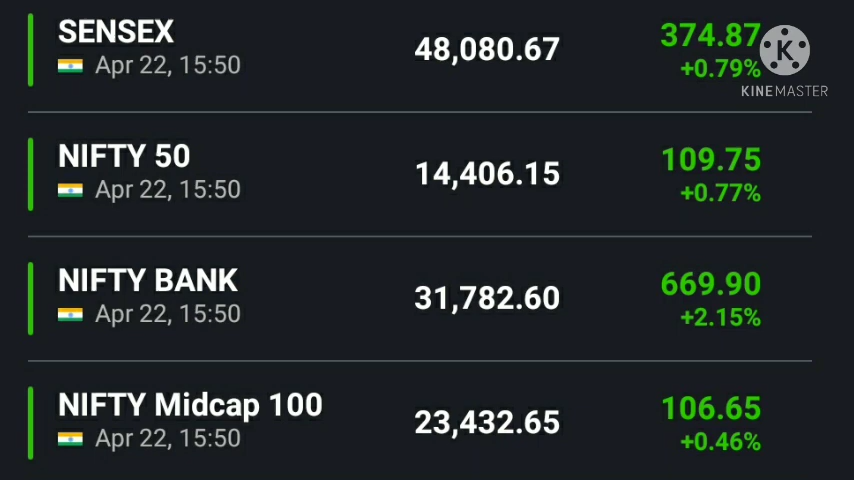 SENSEX
48,080.67
374.87
Apr 22, 15:50
+0.79%
K
KINEMASTER
NIFTY 50
14,406.15
109.75
Apr 22, 15:50
+0.77%
NIFTY BANK
31,782.60
669.90
Apr 22, 15:50
+2.15%
NIFTY Midcap 100
23,432.65
106.65
Apr 22, 15:50
+0.46%